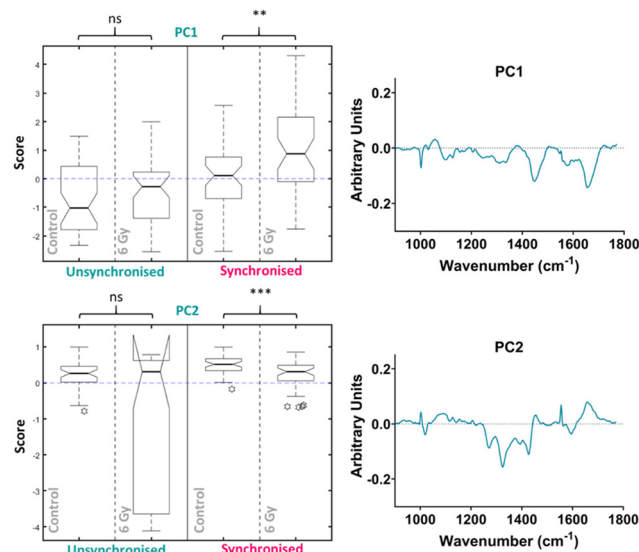 ns
PC1
**
Score
4
3
2
1
0
-1
-2
Control
6 Gy
Control
6 Gy
Unsynchronised
Synchronised
PC1
Arbitrary Units
0.2
0.0
-0.2
1000 1200 1400 1600 1800
Wavenumber (cm-1)
ns
PC2
***
Score
1
0
-1
-2
-3
-4
Control
6 Gy
Control
6 Gy
Unsynchronised
Synchronised
PC2
Arbitrary Units
0.2
0.0
-0.2
1000 1200 1400 1600 1800
Wavenumber (cm-1)